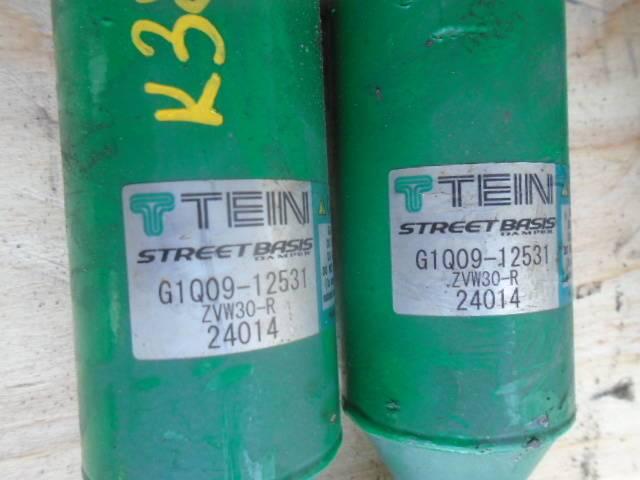 K3
TEIN
STREET BASIS
DAMPER
G1Q09-12531
ZVW30-R
24014
TEIN
STREET BASIS
DAMPER
G1Q09-12531
ZVW30-R
24014